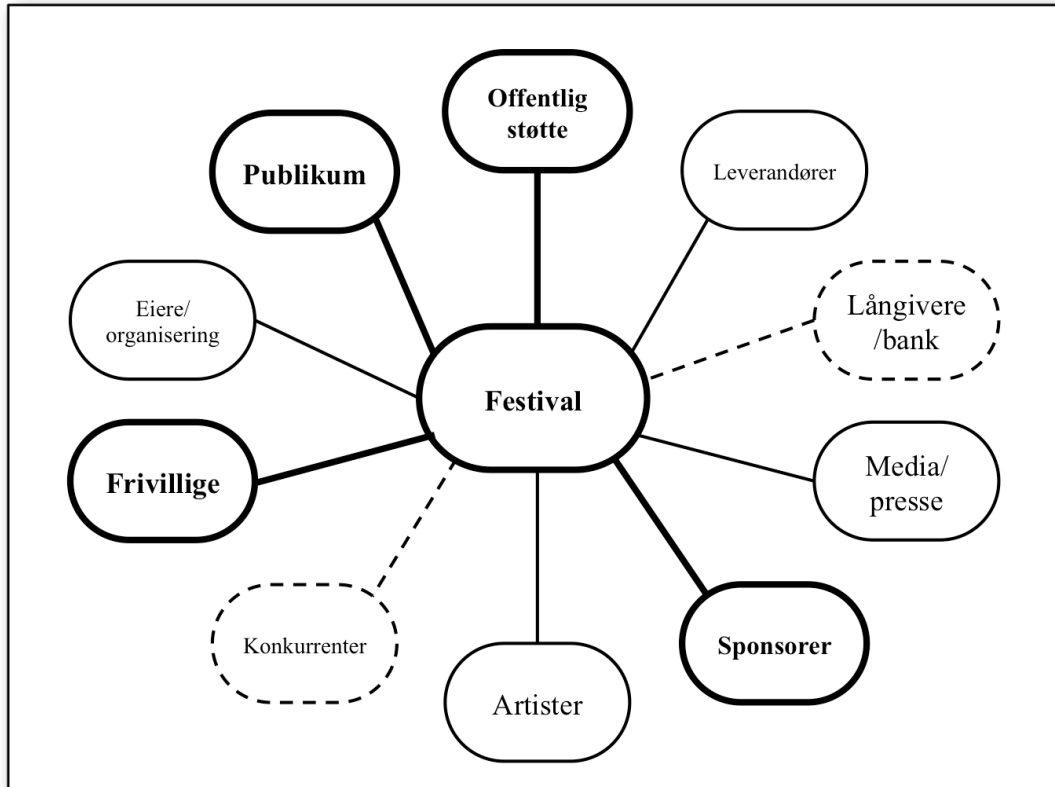 Offentlig
støtte
Publikum
Leverandører
Eiere/
organisering
Långivere
/bank
Festival
Frivillige
Media/
presse
Konkurrenter
Sponsorer
Artister